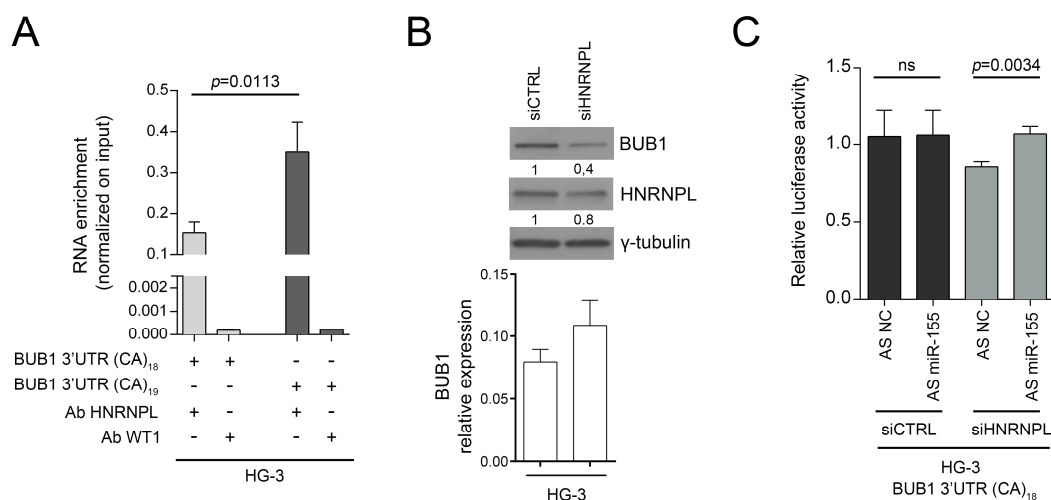 A
p=0.0113
RNA enrichment
(normalized on input)
0.5
0.4
0.3
0.2
0.1
0.002
0.001
0.000
BUB1 3'UTR (CA)18 + + - -
BUB1 3'UTR (CA)19 - - + +
Ab HNRNPL + - + -
Ab WT1 - + - +
HG-3
B
siCTRL
siHNRNPL
BUB1
1 0,4
HNRNPL
1 0.8
γ-tubulin
BUB1
relative expression
0.15
0.10
0.05
0.00
HG-3
C
ns
p=0.0034
Relative luciferase activity
1.5
1.0
0.5
1.0
AS NC
AS miR-155
AS NC
AS miR-155
siCTRL
siHNRNPL
HG-3
BUB1 3'UTR (CA)18